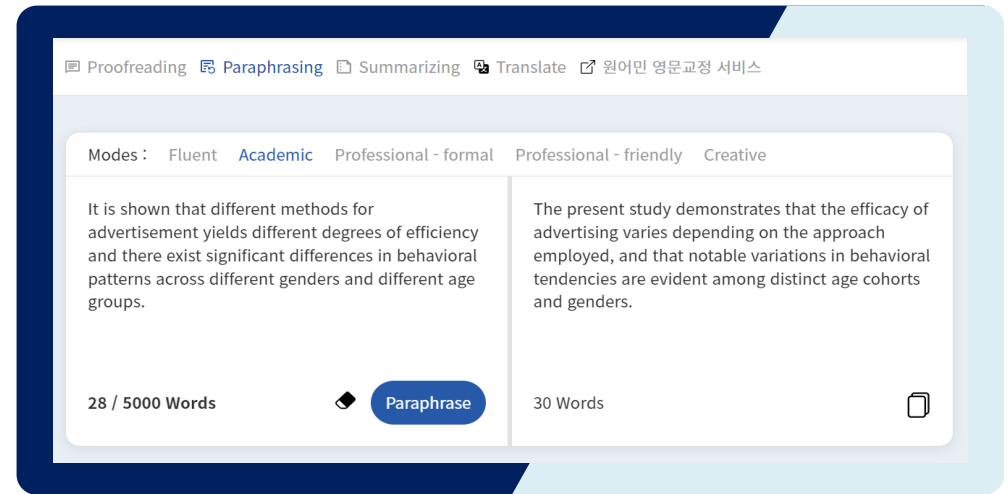 Proofreading Paraphrasing Summarizing Translate 원어민 영문교정 서비스
Modes : Fluent Academic Professional - formal Professional - friendly Creative
It is shown that different methods for
advertisement yields different degrees of efficiency
and there exist significant differences in behavioral
patterns across different genders and different age
groups.
28 / 5000 Words
Paraphrase
The present study demonstrates that the efficacy of
advertising varies depending on the approach
employed, and that notable variations in behavioral
tendencies are evident among distinct age cohorts
and genders.
30 Words